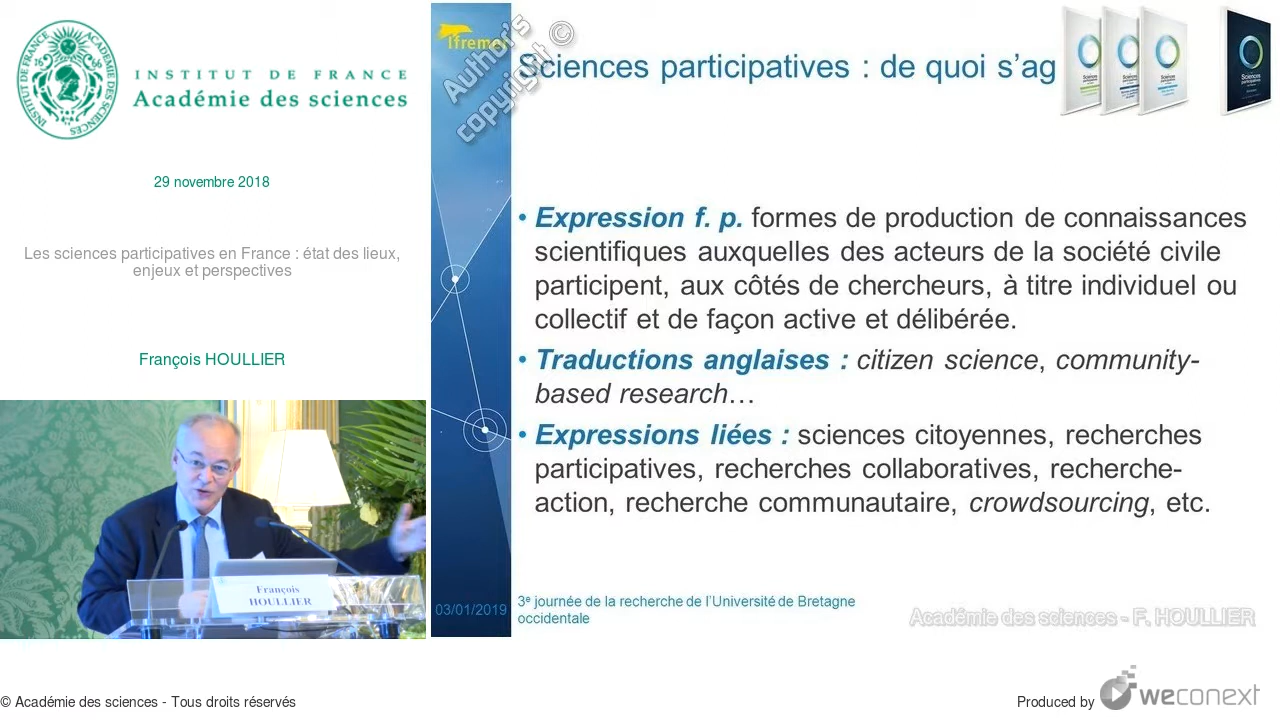 INSTITUT DE FRANCE
Académie des sciences
29 novembre 2018
Les sciences participatives en France : état des lieux,
enjeux et perspectives
François HOULLIER
François
HOULLIER
Ifremer
Author's
copyright ©
Sciences participatives : de quoi s’ag
• Expression f. p. formes de production de connaissances
scientifiques auxquelles des acteurs de la société civile
participent, aux côtés de chercheurs, à titre individuel ou
collectif et de façon active et délibérée.
• Traductions anglaises : citizen science, community-
based research…
• Expressions liées : sciences citoyennes, recherches
participatives, recherches collaboratives, recherche-
action, recherche communautaire, crowdsourcing, etc.
03/01/2019
3e journée de la recherche de l’Université de Bretagne
occidentale
Académie des sciences - F. HOULLIER
© Académie des sciences - Tous droits réservés
Produced by weconext